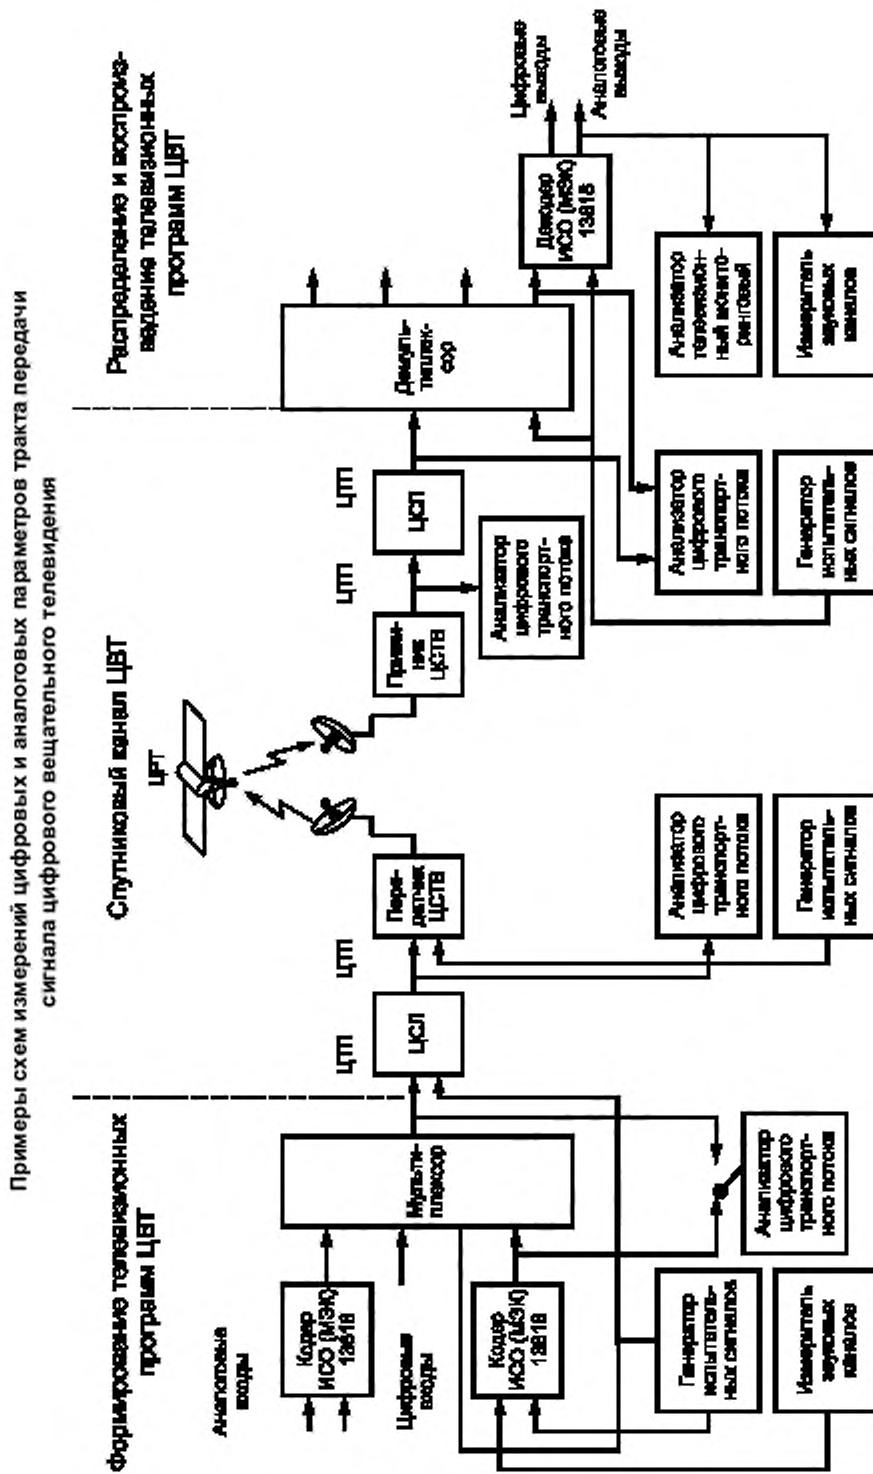 Примеры схем измерений цифровых и аналоговых параметров тракта передачи
сигнала цифрового вещательного телевидения
Формирование телевизионных
программ ЦВТ
Спутниковый канал ЦВТ
Распределение и воспроиз-
ведение телевизионных
программ ЦВТ
Аналоговые
входы
Кодер
ИСО (МЭК)
13818
Цифровые
входы
Кодер
ИСО (МЭК)
13818
Мульти-
плексор
Генератор
испытатель-
ных сигналов
Измеритель
звуковых
каналов
Анализатор
цифрового
транспорт-
ного потока
ЦТП
ЦСЛ
ЦТП
Пере-
датчик
ЦСТВ
ЦРТ
Анализатор
цифрового
транспорт-
ного потока
Генератор
испытатель-
ных сигналов
Прием-
ник
ЦСТВ
ЦТП
ЦСЛ
ЦТП
Анализатор
цифрового
транспорт-
ного потока
Анализатор
цифрового
транспорт-
ного потока
Генератор
испытатель-
ных сигналов
Демуль-
типлек-
сор
Декодер
ИСО (МЭК)
13818
Цифровые
выходы
Аналоговые
выходы
Анализатор
телевизион-
ный монито-
ринговый
Измеритель
звуковых
каналов